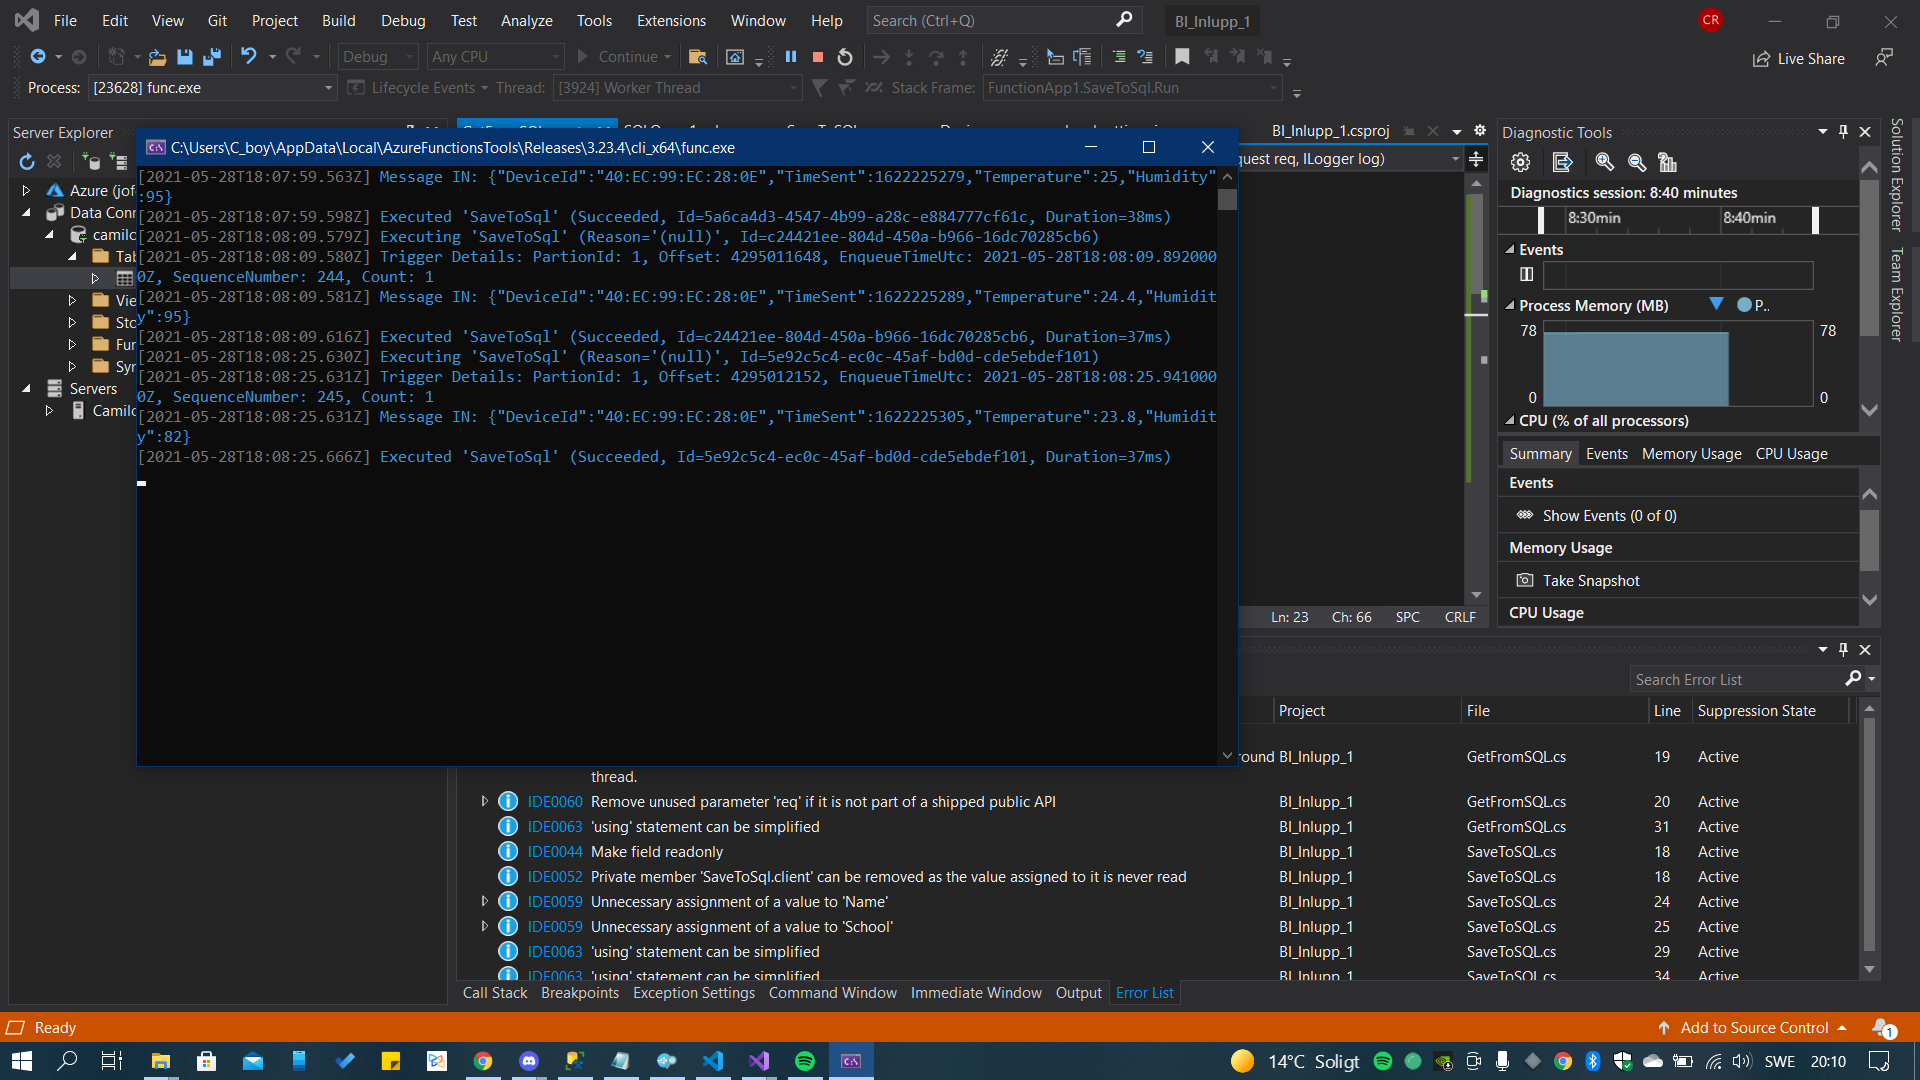 File Edit View Git Project Build Debug Test Analyze Tools Extensions Window Help Search (Ctrl+Q) BI_Inlupp_1 CR
Debug Any CPU Continue Live Share
Process: [23628] func.exe Lifecycle Events Thread: [3924] Worker Thread Stack Frame: FunctionApp1.SaveToSql.Run
Server Explorer
Azure (jof
Data Conn
camilo
Tab
Vie
Sto
Fur
Syr
Servers
Camilo
BI_Inlupp_1.csproj
quest req, ILogger log)
C:\Users\C_boy\AppData\Local\AzureFunctionsTools\Releases\3.23.4\cli_x64\func.exe
[2021-05-28T18:07:59.563Z] Message IN: {"DeviceId":"40:EC:99:EC:28:0E","TimeSent":1622225279,"Temperature":25,"Humidity"
:95}
[2021-05-28T18:07:59.598Z] Executed 'SaveToSql' (Succeeded, Id=5a6ca4d3-4547-4b99-a28c-e884777cf61c, Duration=38ms)
[2021-05-28T18:08:09.579Z] Executing 'SaveToSql' (Reason='(null)', Id=c24421ee-804d-450a-b966-16dc70285cb6)
[2021-05-28T18:08:09.580Z] Trigger Details: PartionId: 1, Offset: 4295011648, EnqueueTimeUtc: 2021-05-28T18:08:09.892000
0Z, SequenceNumber: 244, Count: 1
[2021-05-28T18:08:09.581Z] Message IN: {"DeviceId":"40:EC:99:EC:28:0E","TimeSent":1622225289,"Temperature":24.4,"Humidit
y":95}
[2021-05-28T18:08:09.616Z] Executed 'SaveToSql' (Succeeded, Id=c24421ee-804d-450a-b966-16dc70285cb6, Duration=37ms)
[2021-05-28T18:08:25.630Z] Executing 'SaveToSql' (Reason='(null)', Id=5e92c5c4-ec0c-45af-bd0d-cde5ebdef101)
[2021-05-28T18:08:25.631Z] Trigger Details: PartionId: 1, Offset: 4295012152, EnqueueTimeUtc: 2021-05-28T18:08:25.941000
0Z, SequenceNumber: 245, Count: 1
[2021-05-28T18:08:25.631Z] Message IN: {"DeviceId":"40:EC:99:EC:28:0E","TimeSent":1622225305,"Temperature":23.8,"Humidit
y":82}
[2021-05-28T18:08:25.666Z] Executed 'SaveToSql' (Succeeded, Id=5e92c5c4-ec0c-45af-bd0d-cde5ebdef101, Duration=37ms)
Ln: 23 Ch: 66 SPC CRLF
Diagnostic Tools
Diagnostics session: 8:40 minutes
8:30min 8:40min
Events
Process Memory (MB) P..
78 78
0 0
CPU (% of all processors)
Summary Events Memory Usage CPU Usage
Events
Show Events (0 of 0)
Memory Usage
Take Snapshot
CPU Usage
Solution Explorer
Team Explorer
Search Error List
Project File Line Suppression State
ound BI_Inlupp_1 GetFromSQL.cs 19 Active
thread.
IDE0060 Remove unused parameter 'req' if it is not part of a shipped public API BI_Inlupp_1 GetFromSQL.cs 20 Active
IDE0063 'using' statement can be simplified BI_Inlupp_1 GetFromSQL.cs 31 Active
IDE0044 Make field readonly BI_Inlupp_1 SaveToSQL.cs 18 Active
IDE0052 Private member 'SaveToSql.client' can be removed as the value assigned to it is never read BI_Inlupp_1 SaveToSQL.cs 18 Active
IDE0059 Unnecessary assignment of a value to 'Name' BI_Inlupp_1 SaveToSQL.cs 24 Active
IDE0059 Unnecessary assignment of a value to 'School' BI_Inlupp_1 SaveToSQL.cs 25 Active
IDE0063 'using' statement can be simplified BI_Inlupp_1 SaveToSQL.cs 29 Active
IDE0063 'using' statement can be simplified BI_Inlupp_1 SaveToSQL.cs 34 Active
Call Stack Breakpoints Exception Settings Command Window Immediate Window Output Error List
Ready Add to Source Control 1
14°C Soligt SWE 20:10